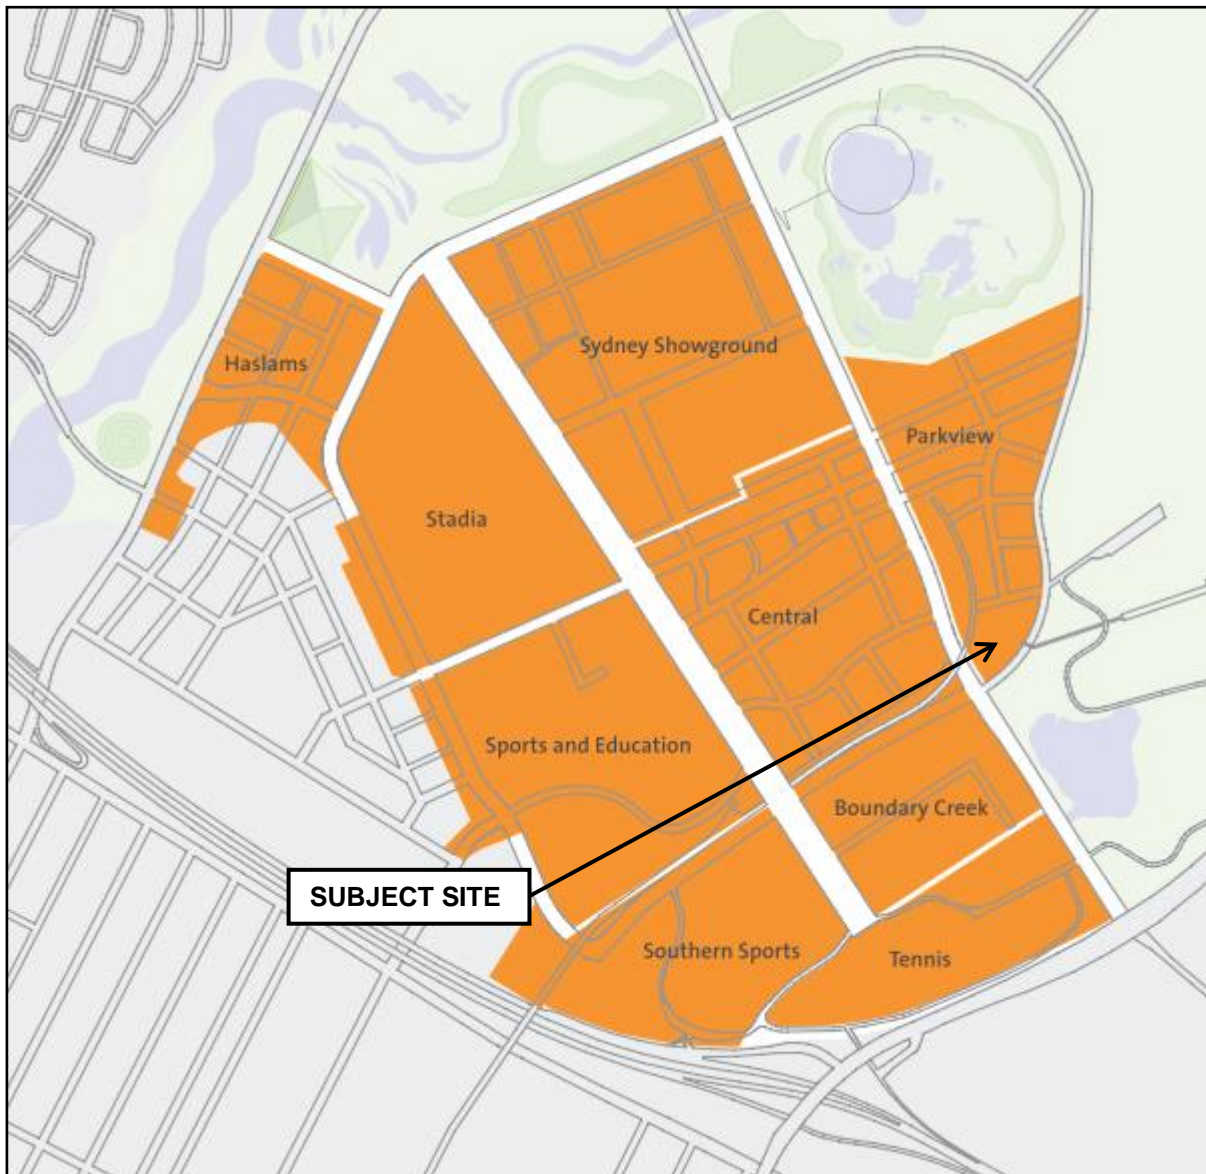 Sydney Showground
Haslams
Parkview
Stadia
Central
Sports and Education
Boundary Creek
SUBJECT SITE
Southern Sports
Tennis